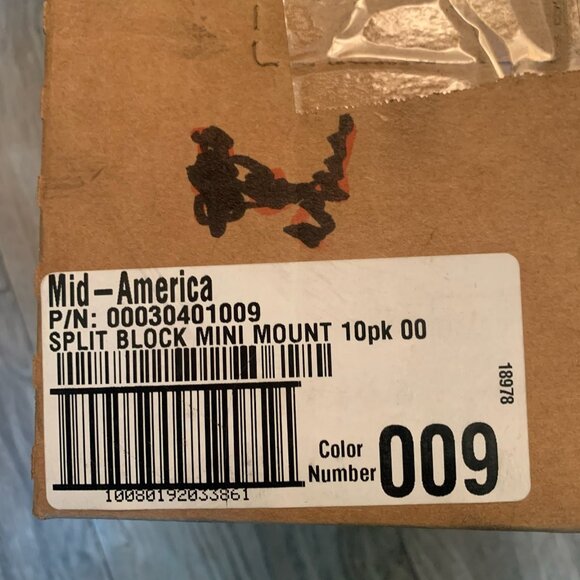 Mid-America
P/N: 00030401009
SPLIT BLOCK MINI MOUNT 10pk 00
18978
Color
Number 009
10080192033861